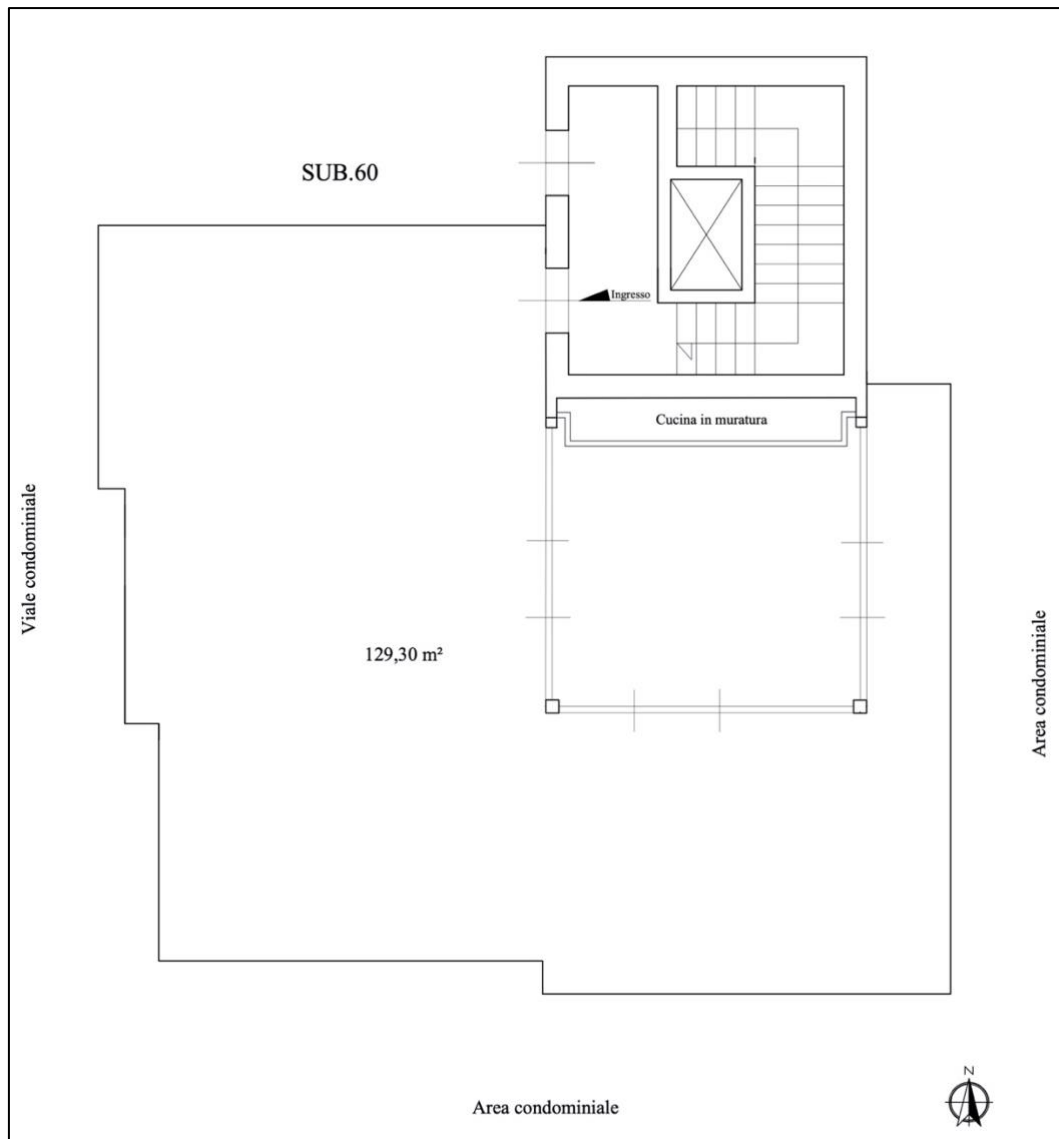 SUB.60
Ingresso
Cucina in muratura
Viale condominiale
129,30 m²
Area condominiale
N
Area condominiale